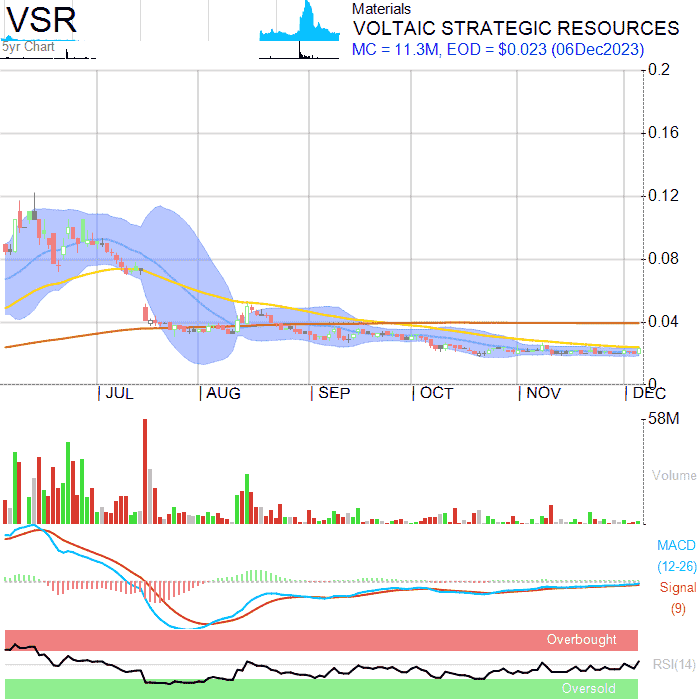 VSR
5yr Chart
Materials
VOLTAIC STRATEGIC RESOURCES
MC = 11.3M, EOD = $0.023 (06Dec2023)
0.2
0.16
0.12
0.08
0.04
0
JUL AUG SEP OCT NOV DEC
58M
Volume
MACD
(12-26)
Signal
(9)
Overbought
RSI(14)
Oversold